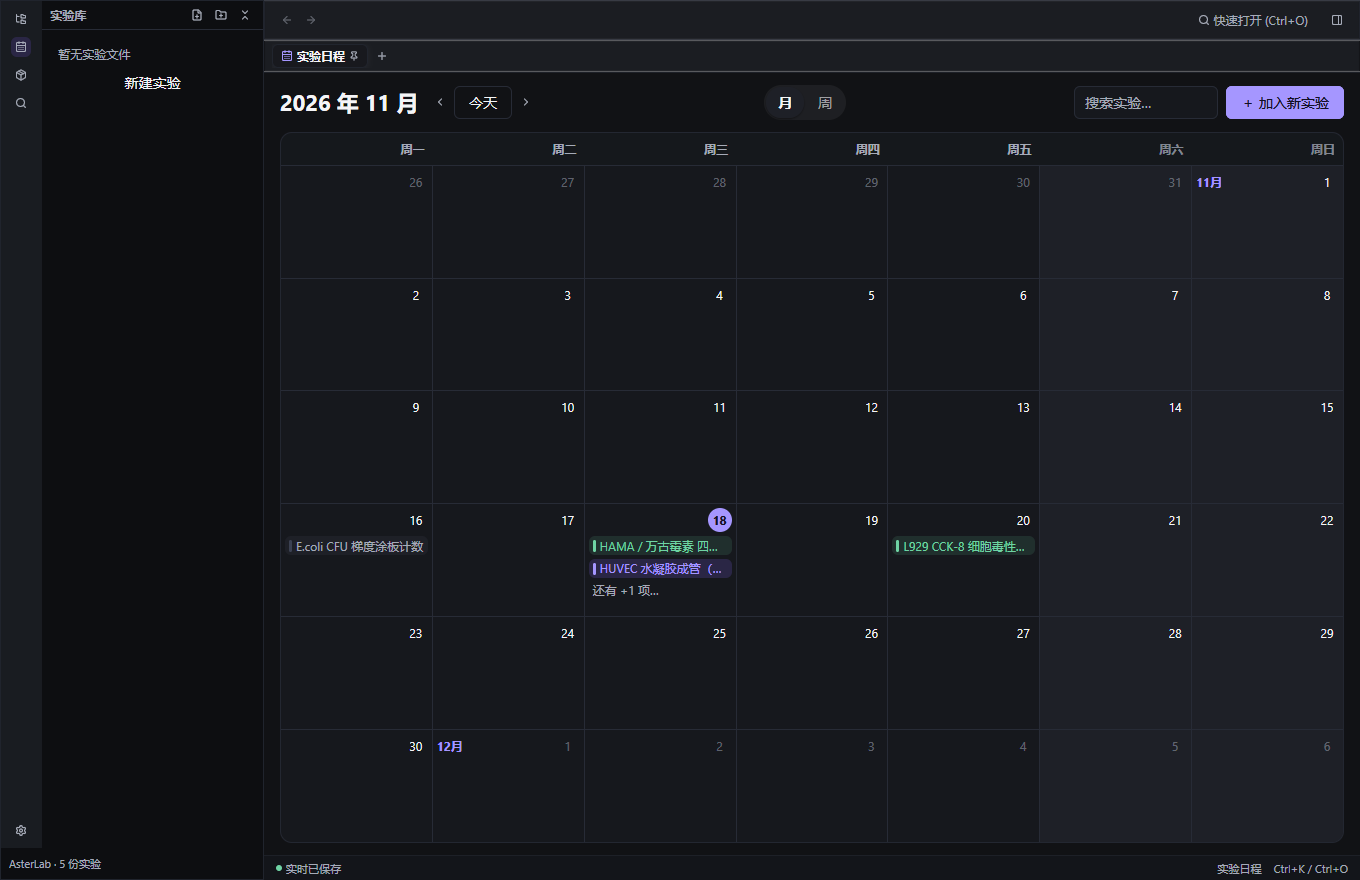 实验库
快速打开 (Ctrl+O)
暂无实验文件
新建实验
实验日程
2026 年 11 月
今天
月 周
搜索实验...
+ 加入新实验
周一 周二 周三 周四 周五 周六 周日
26 27 28 29 30 31 11月 1
2 3 4 5 6 7 8
9 10 11 12 13 14 15
16 17 18 19 20 21 22
E.coli CFU 梯度涂板计数
HAMA / 万古霉素 四...
L929 CCK-8 细胞毒性...
HUVEC 水凝胶成管（...
还有 +1 项...
23 24 25 26 27 28 29
30 12月 1 2 3 4 5 6
AsterLab · 5 份实验
实时已保存
实验日程 Ctrl+K / Ctrl+O